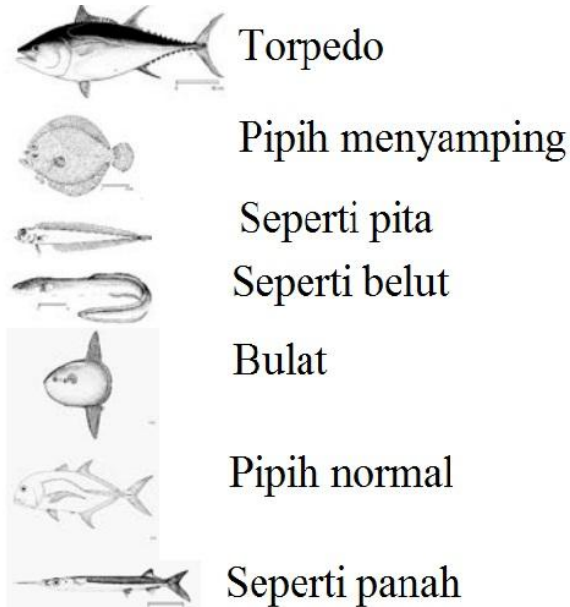 Torpedo
Pipih menyamping
Seperti pita
Seperti belut
Bulat
Pipih normal
Seperti panah